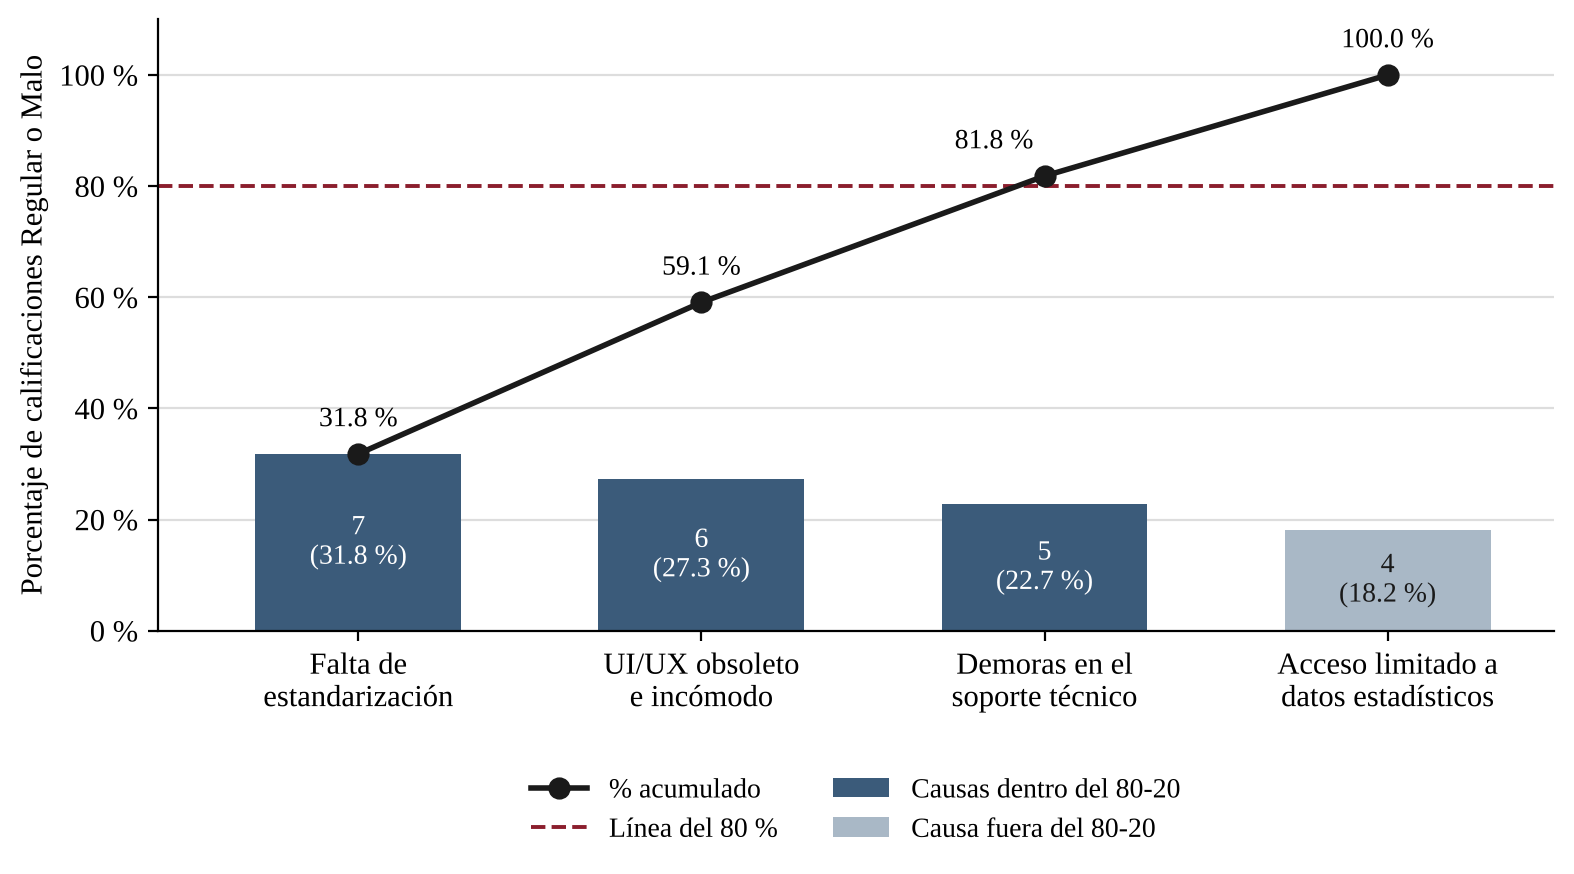 Porcentaje de calificaciones Regular o Malo
100 %
80 %
60 %
40 %
20 %
0 %
31.8 %
59.1 %
81.8 %
100.0 %
7
(31.8 %)
6
(27.3 %)
5
(22.7 %)
4
(18.2 %)
Falta de
estandarización
UI/UX obsoleto
e incómodo
Demoras en el
soporte técnico
Acceso limitado a
datos estadísticos
% acumulado
Línea del 80 %
Causas dentro del 80-20
Causa fuera del 80-20